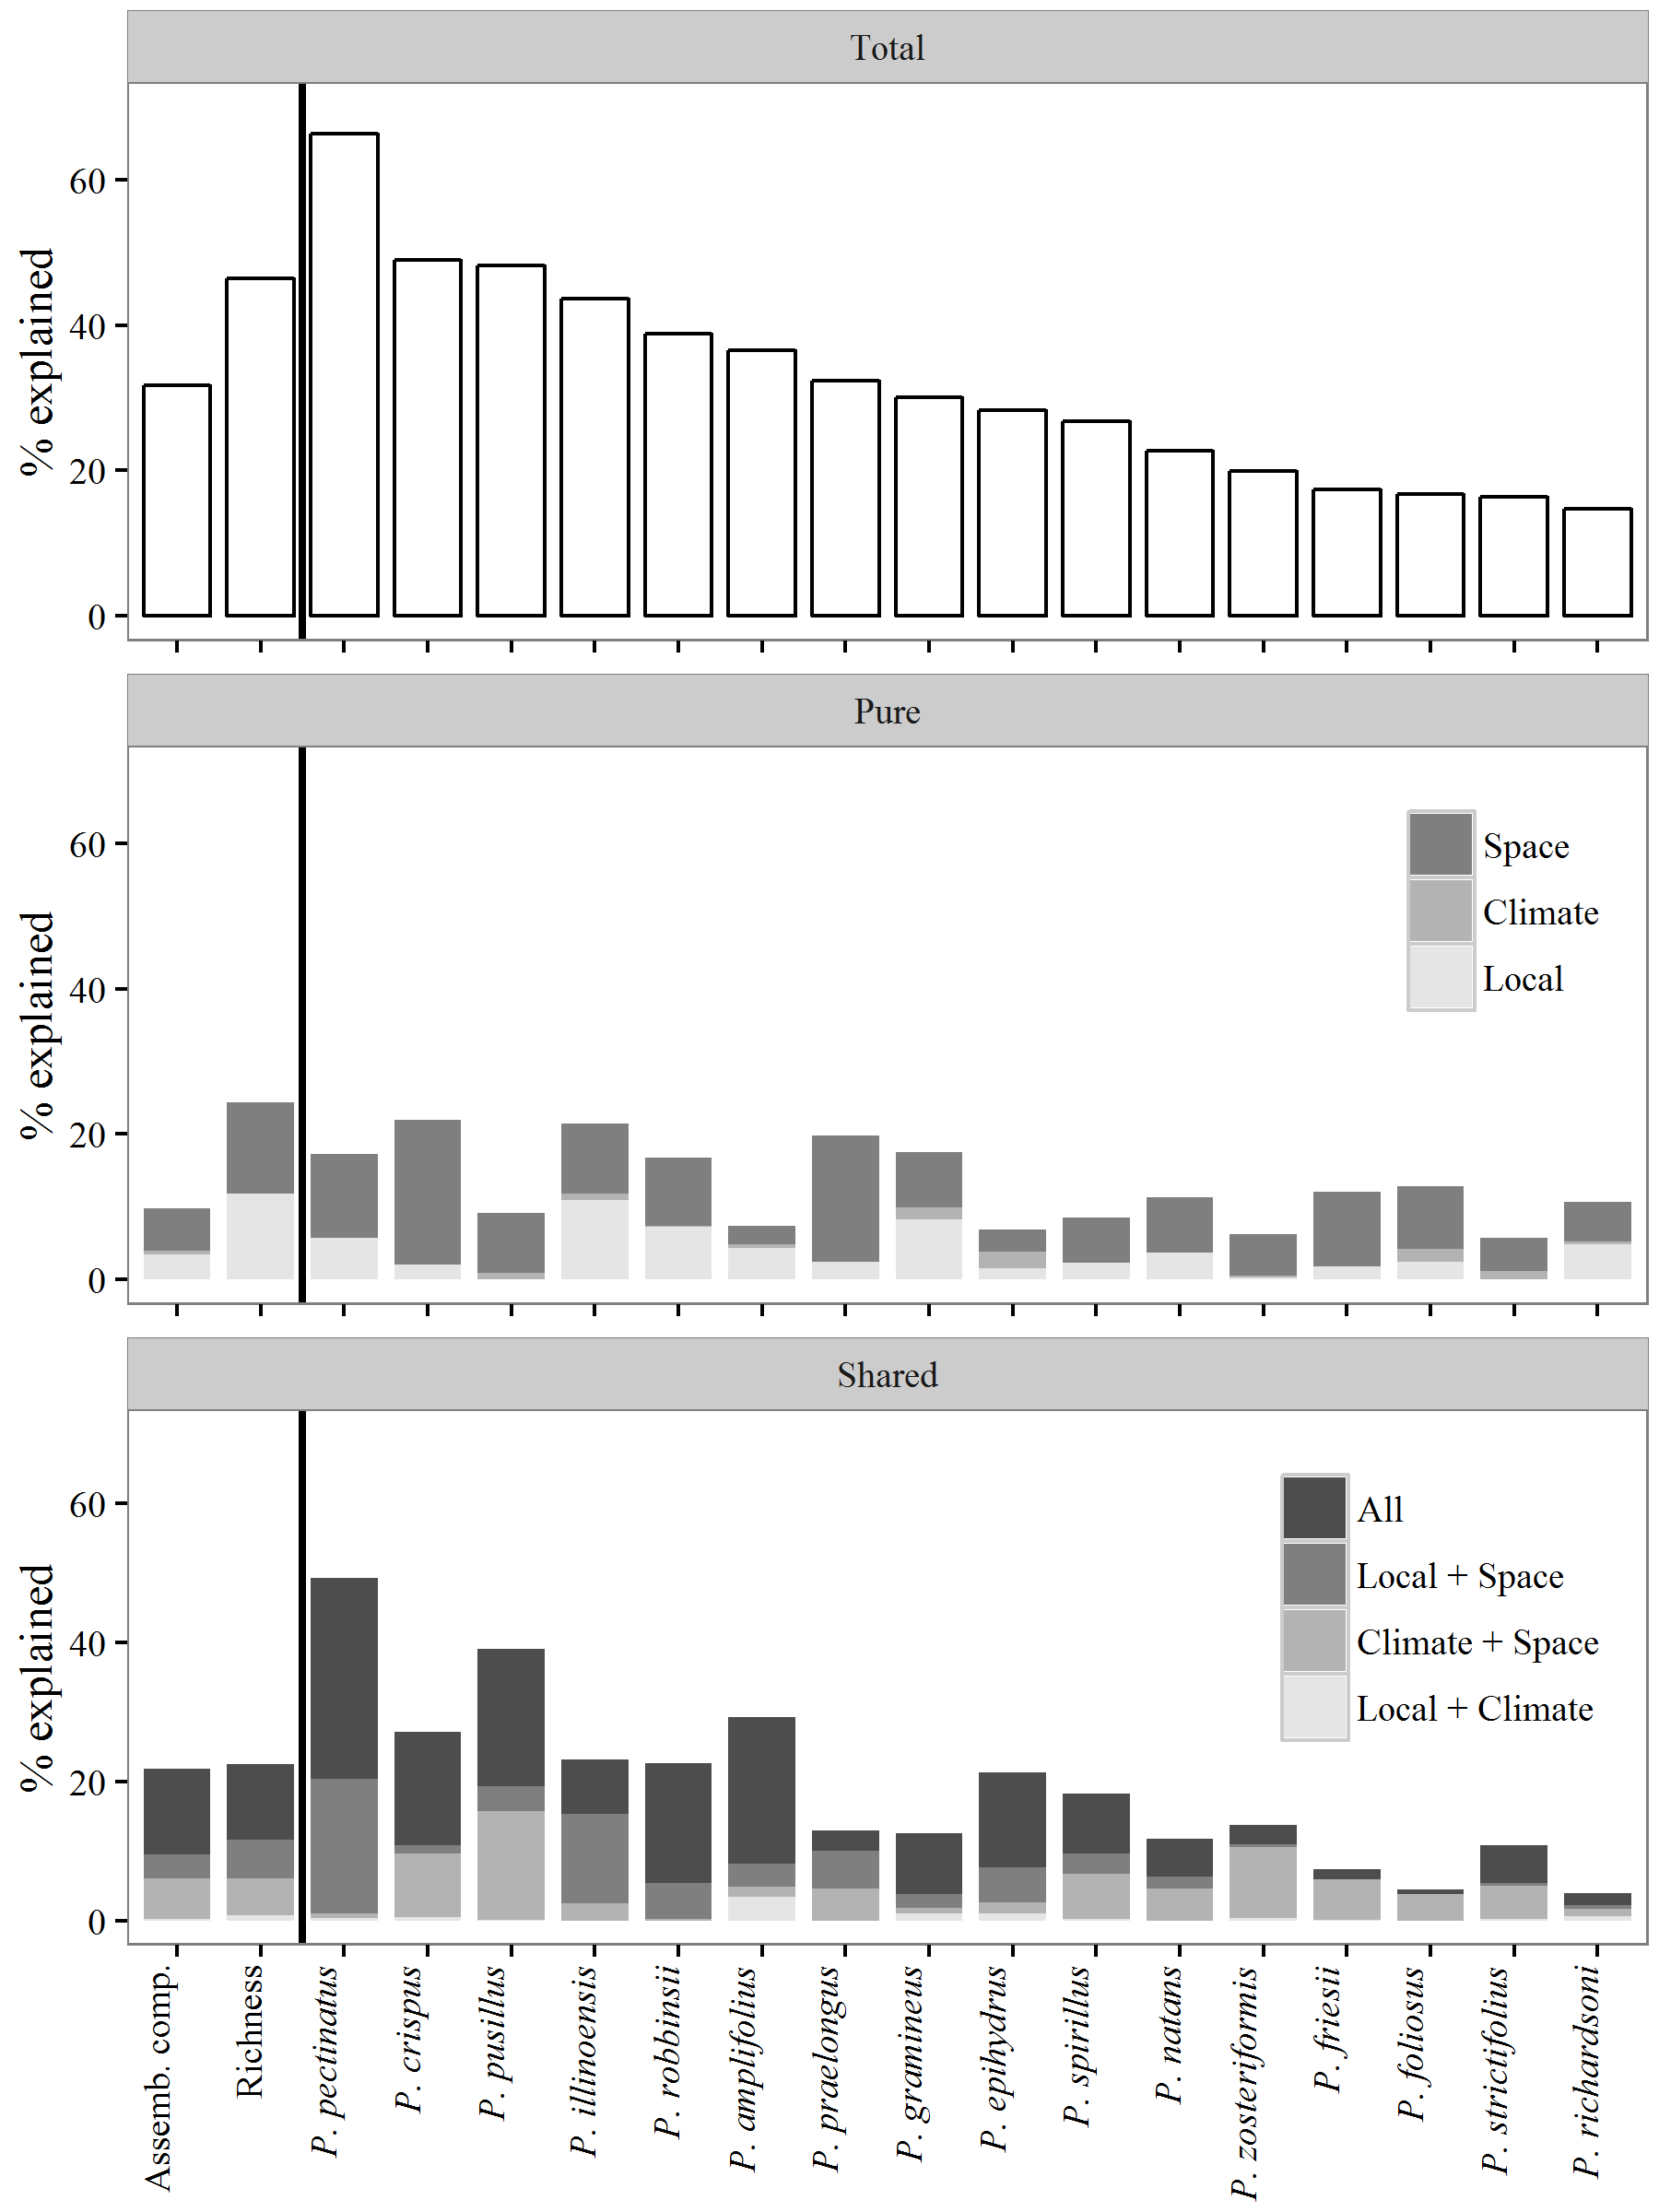 Total
% explained
60
40
20
0
Pure
% explained
60
40
20
0
Space
Climate
Local
Shared
% explained
60
40
20
0
All
Local + Space
Climate + Space
Local + Climate
Assemb. comp.
Richness
P. pectinatus
P. crispus
P. pusillus
P. illinoensis
P. robbinsii
P. amplifolius
P. praelongus
P. gramineus
P. epihydrus
P. spirillus
P. natans
P. zosteriformis
P. friesii
P. foliosus
P. strictifolius
P. richardsoni